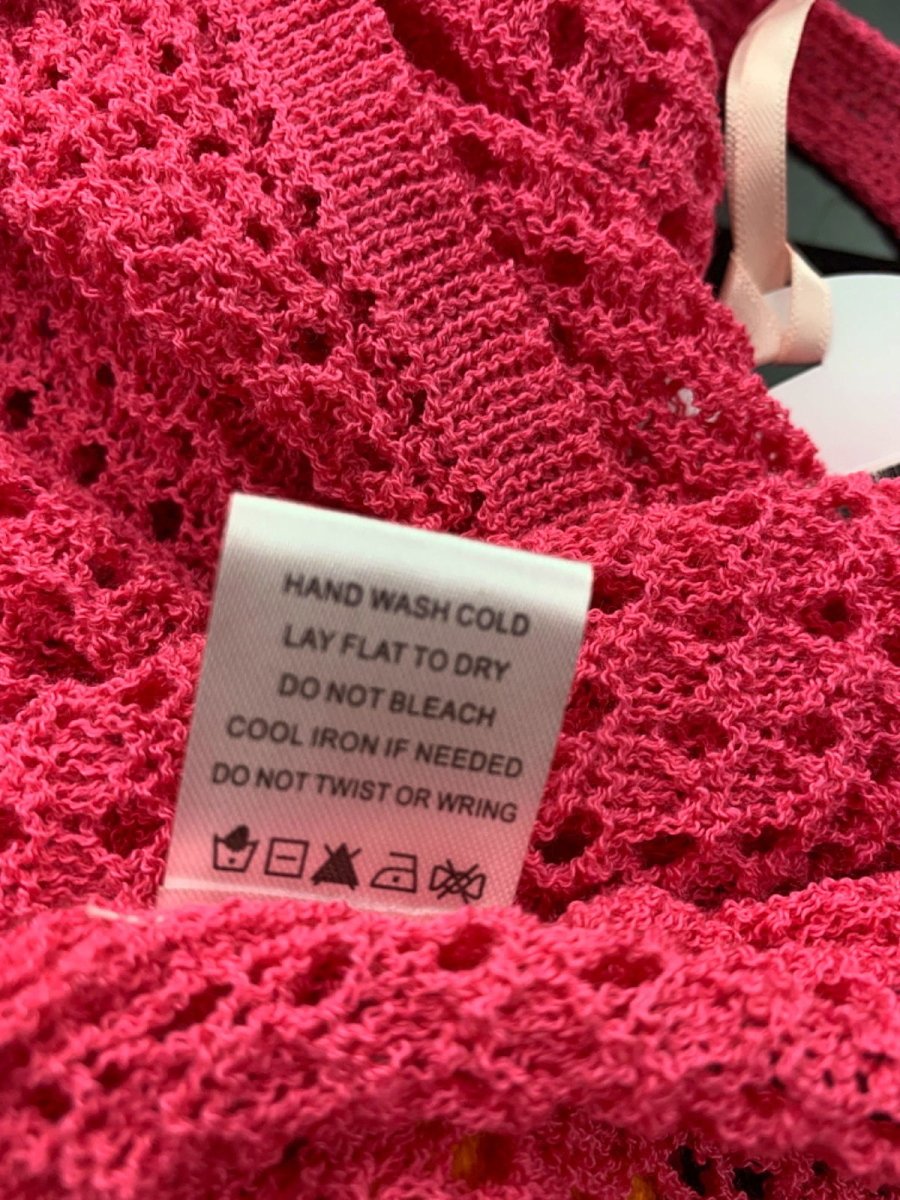 HAND WASH COLD
LAY FLAT TO DRY
DO NOT BLEACH
COOL IRON IF NEEDED
DO NOT TWIST OR WRING